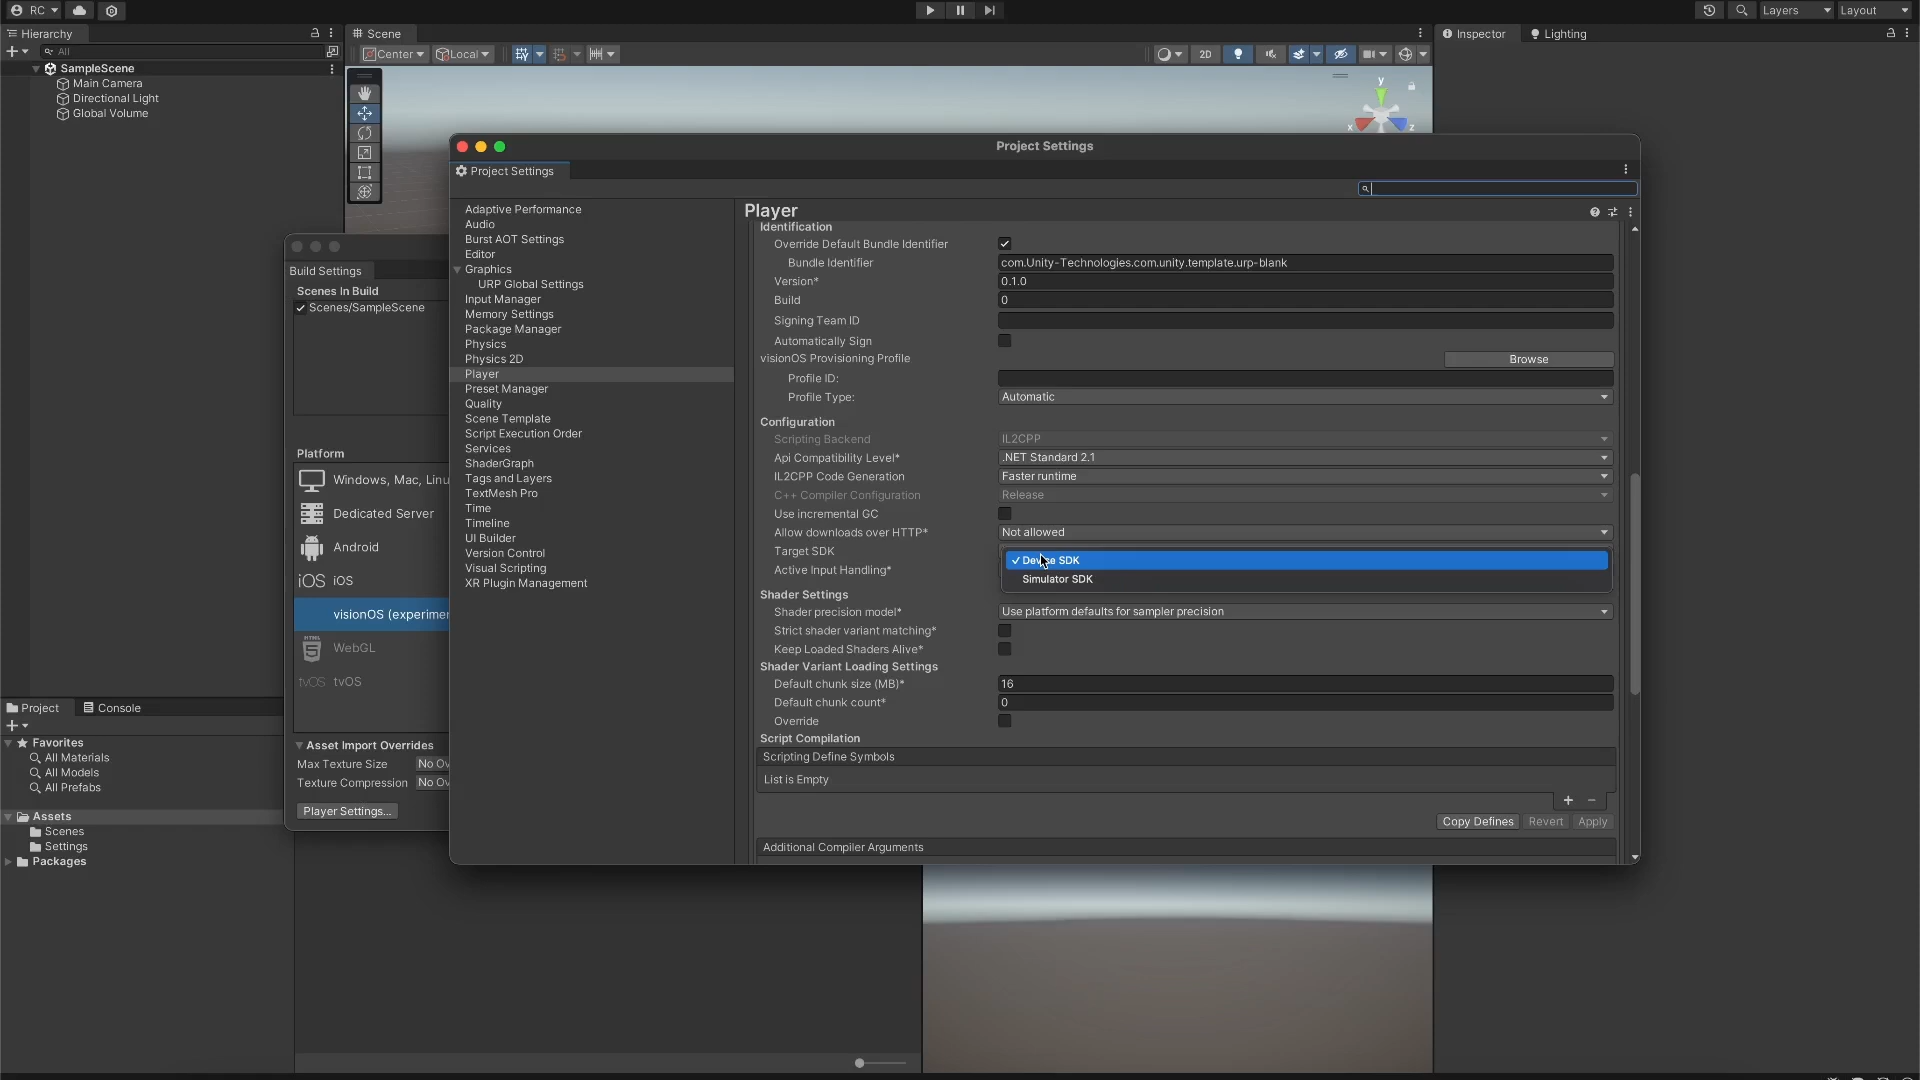 RC
Layers
Layout
Hierarchy
All
SampleScene
Main Camera
Directional Light
Global Volume
Scene
Center
Local
2D
y
x
z
Inspector
Lighting
Build Settings
Scenes In Build
Scenes/SampleScene
Platform
Windows, Mac, Linu
Dedicated Server
Android
iOS iOS
visionOS (experimen
HTML
WebGL
tvOS tvOS
Asset Import Overrides
Max Texture Size No Ov
Texture Compression No Ov
Player Settings...
Project Settings
Project Settings
Adaptive Performance
Audio
Burst AOT Settings
Editor
Graphics
URP Global Settings
Input Manager
Memory Settings
Package Manager
Physics
Physics 2D
Player
Preset Manager
Quality
Scene Template
Script Execution Order
Services
ShaderGraph
Tags and Layers
TextMesh Pro
Time
Timeline
UI Builder
Version Control
Visual Scripting
XR Plugin Management
Player
Identification
Override Default Bundle Identifier
Bundle Identifier com.Unity-Technologies.com.unity.template.urp-blank
Version* 0.1.0
Build 0
Signing Team ID
Automatically Sign
visionOS Provisioning Profile Browse
Profile ID:
Profile Type: Automatic
Configuration
Scripting Backend IL2CPP
Api Compatibility Level* .NET Standard 2.1
IL2CPP Code Generation Faster runtime
C++ Compiler Configuration Release
Use incremental GC
Allow downloads over HTTP* Not allowed
Target SDK
SDK
Active Input Handling*
Simulator SDK
Shader Settings
Shader precision model* Use platform defaults for sampler precision
Strict shader variant matching*
Keep Loaded Shaders Alive*
Shader Variant Loading Settings
Default chunk size (MB)* 16
Default chunk count* 0
Override
Script Compilation
Scripting Define Symbols
List is Empty
Copy Defines Revert Apply
Additional Compiler Arguments
Project
Console
Favorites
All Materials
All Models
All Prefabs
Assets
Scenes
Settings
Packages